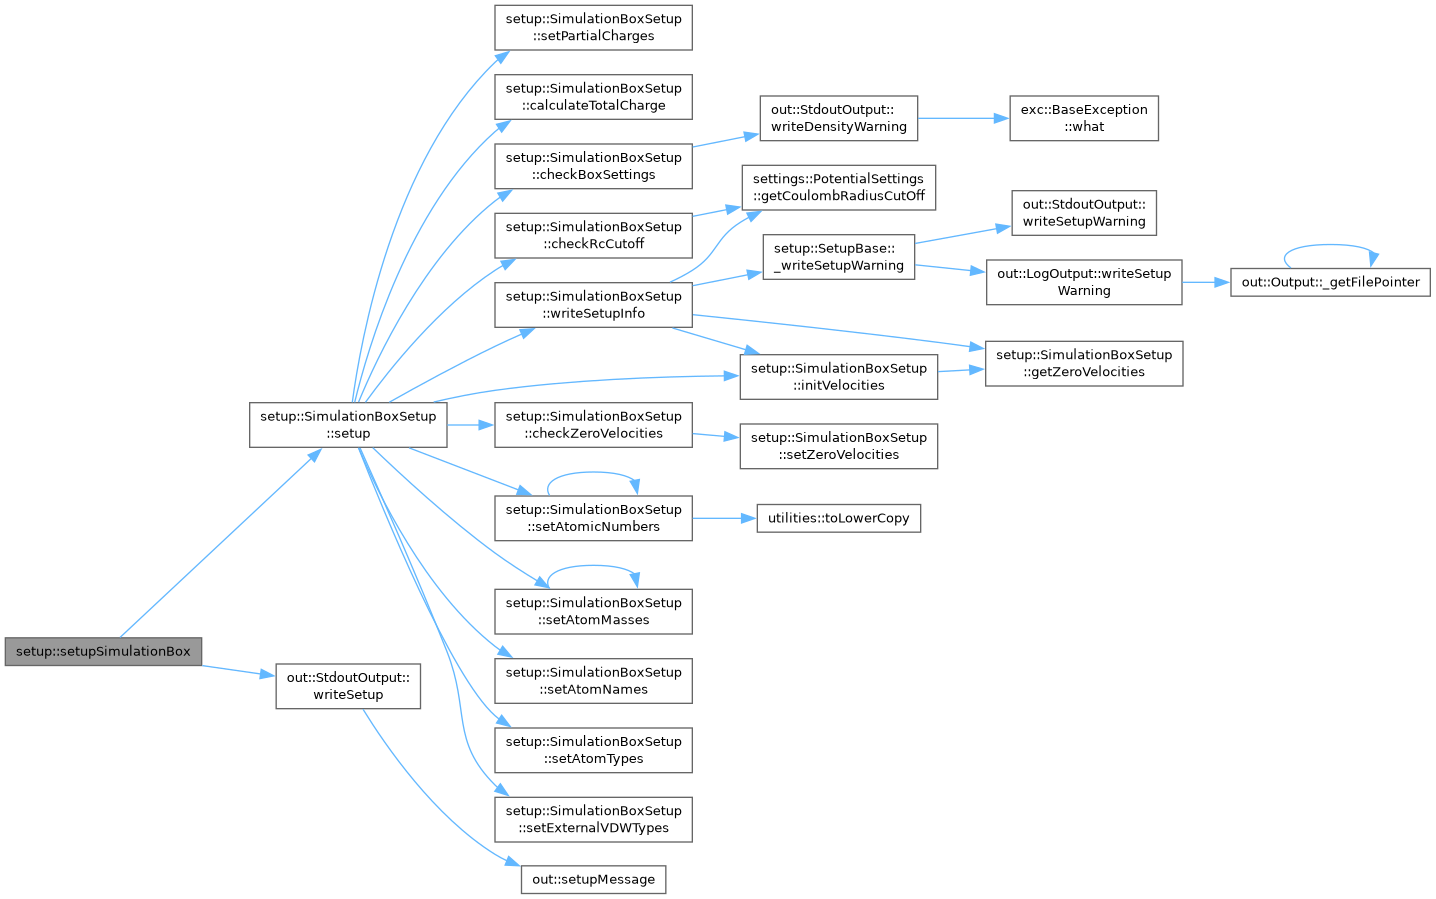 setup::SimulationBoxSetup
::setPartialCharges
setup::SimulationBoxSetup
::calculateTotalCharge
setup::SimulationBoxSetup
::checkBoxSettings
out::StdoutOutput::
writeDensityWarning
exc::BaseException
::what
setup::SimulationBoxSetup
::checkRcCutoff
settings::PotentialSettings
::getCoulombRadiusCutOff
setup::SimulationBoxSetup
::writeSetupInfo
setup::SetupBase::
_writeSetupWarning
out::StdoutOutput::
writeSetupWarning
out::LogOutput::writeSetup
Warning
out::Output::_getFilePointer
setup::SimulationBoxSetup
::initVelocities
setup::SimulationBoxSetup
::getZeroVelocities
setup::SimulationBoxSetup
::setup
setup::SimulationBoxSetup
::checkZeroVelocities
setup::SimulationBoxSetup
::setZeroVelocities
setup::SimulationBoxSetup
::setAtomicNumbers
utilities::toLowerCopy
setup::SimulationBoxSetup
::setAtomMasses
setup::setupSimulationBox
setup::SimulationBoxSetup
::setAtomNames
out::StdoutOutput::
writeSetup
setup::SimulationBoxSetup
::setAtomTypes
setup::SimulationBoxSetup
::setExternalVDWTypes
out::setupMessage